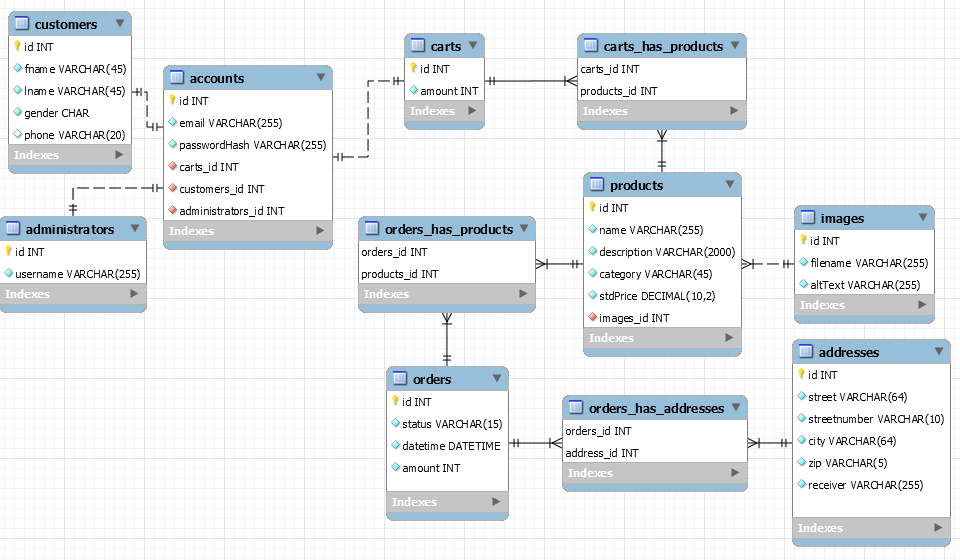 customers
id INT
fname VARCHAR(45)
lname VARCHAR(45)
gender CHAR
phone VARCHAR(20)
Indexes
accounts
id INT
email VARCHAR(255)
passwordHash VARCHAR(255)
carts_id INT
customers_id INT
administrators_id INT
Indexes
administrators
id INT
username VARCHAR(255)
Indexes
carts
id INT
amount INT
Indexes
carts_has_products
carts_id INT
products_id INT
Indexes
products
id INT
name VARCHAR(255)
description VARCHAR(2000)
category VARCHAR(45)
stdPrice DECIMAL(10,2)
images_id INT
Indexes
images
id INT
filename VARCHAR(255)
altText VARCHAR(255)
Indexes
orders_has_products
orders_id INT
products_id INT
Indexes
orders
id INT
status VARCHAR(15)
datetime DATETIME
amount INT
Indexes
orders_has_addresses
orders_id INT
address_id INT
Indexes
addresses
id INT
street VARCHAR(64)
streetnumber VARCHAR(10)
city VARCHAR(64)
zip VARCHAR(5)
receiver VARCHAR(255)
Indexes